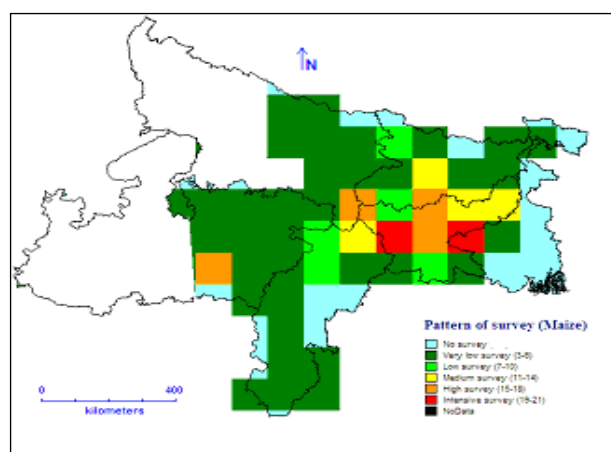 N
Pattern of survey (Maize)
No survey
Very low survey (3-6)
Low survey (7-10)
Medium survey (11-14)
High survey (15-18)
Intensive survey (19-21)
NoData
0 400
kilometers